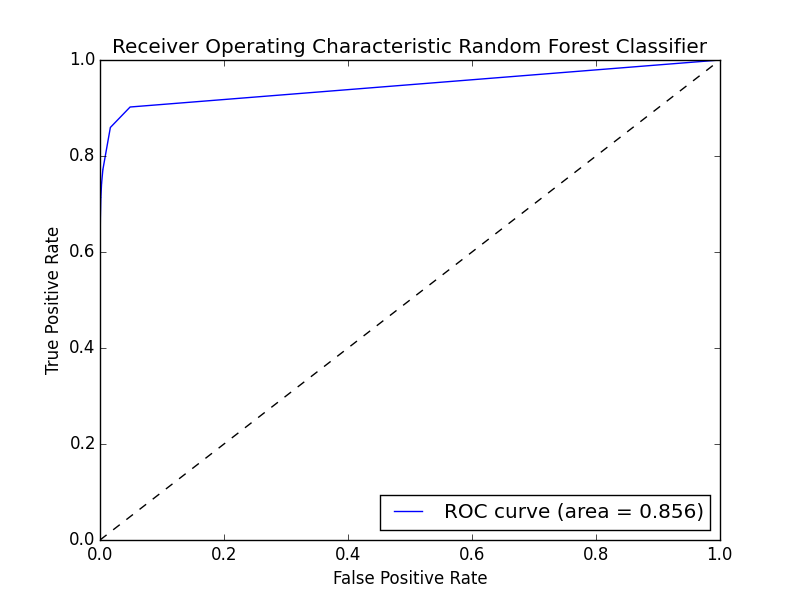 Receiver Operating Characteristic Random Forest Classifier
1.0
0.8
0.6
0.4
0.2
0.0
True Positive Rate
ROC curve (area = 0.856)
0.0 0.2 0.4 0.6 0.8 1.0
False Positive Rate